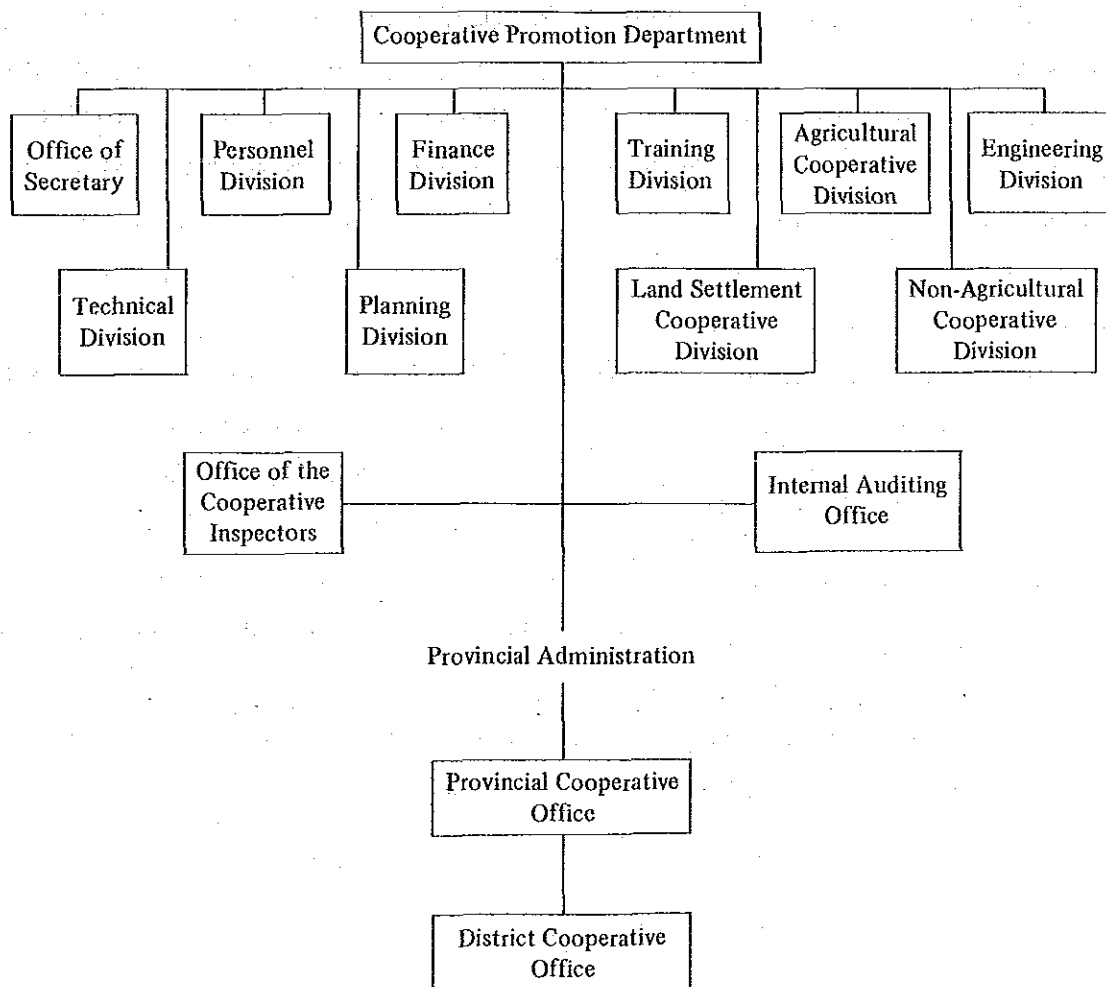 Cooperative Promotion Department
Office of
Secretary
Personnel
Division
Finance
Division
Training
Division
Agricultural
Cooperative
Division
Engineering
Division
Technical
Division
Planning
Division
Land Settlement
Cooperative
Division
Non-Agricultural
Cooperative
Division
Office of the
Cooperative
Inspectors
Internal Auditing
Office
Provincial Administration
Provincial Cooperative
Office
District Cooperative
Office